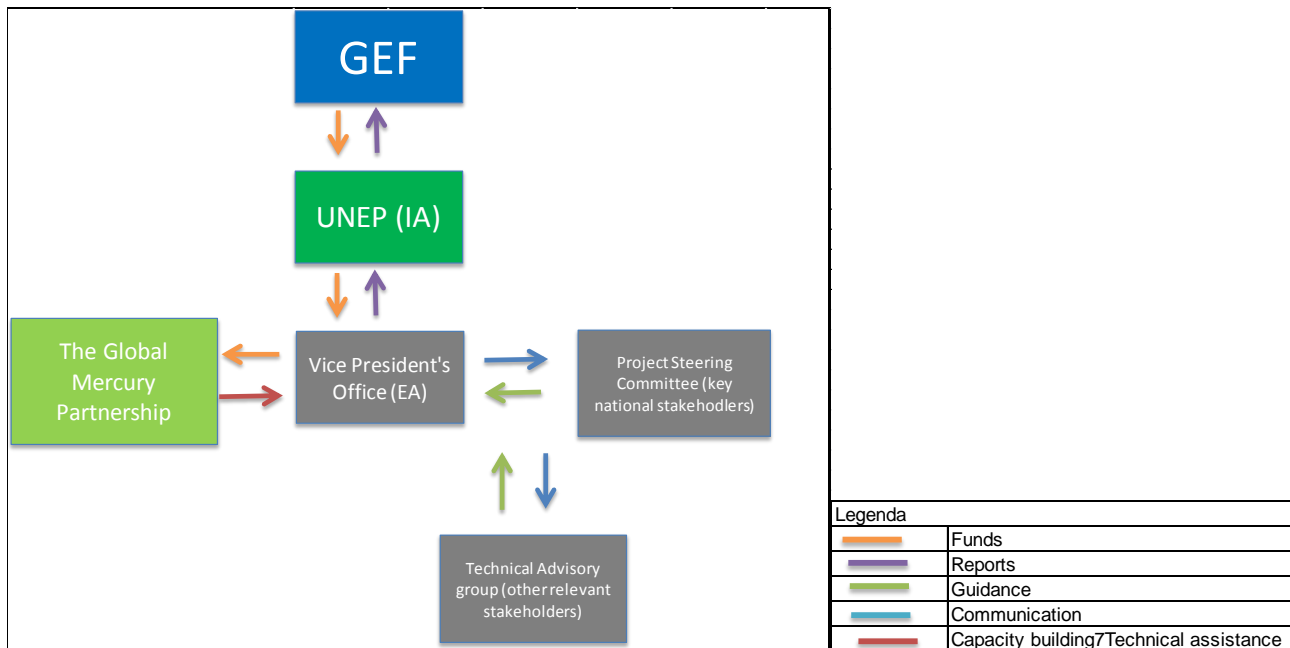 GEF
UNEP (IA)
The Global
Mercury
Partnership
Vice President's
Office (EA)
Project Steering
Committee (key
national stakehodlers)
Technical Advisory
group (other relevant
stakeholders)
Legenda
Funds
Reports
Guidance
Communication
Capacity building7Technical assistance